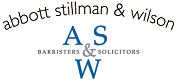 abbott stillman & wilson
A S
BARRISTERS & SOLICITORS
W